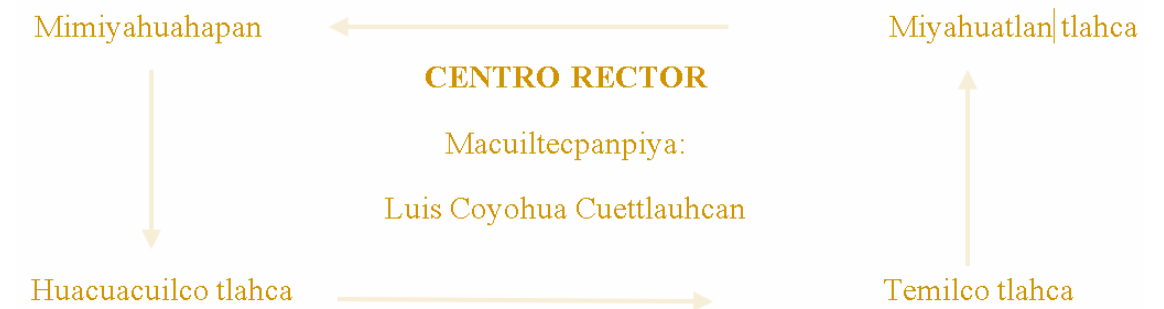 Mimiyahuahapan
Miyahuatlan tlahca
CENTRO RECTOR
Macuiltecpanpiya:
Luis Coyohua Cuettlauhcan
Huacuacuilco tlahca
Temilco tlahca